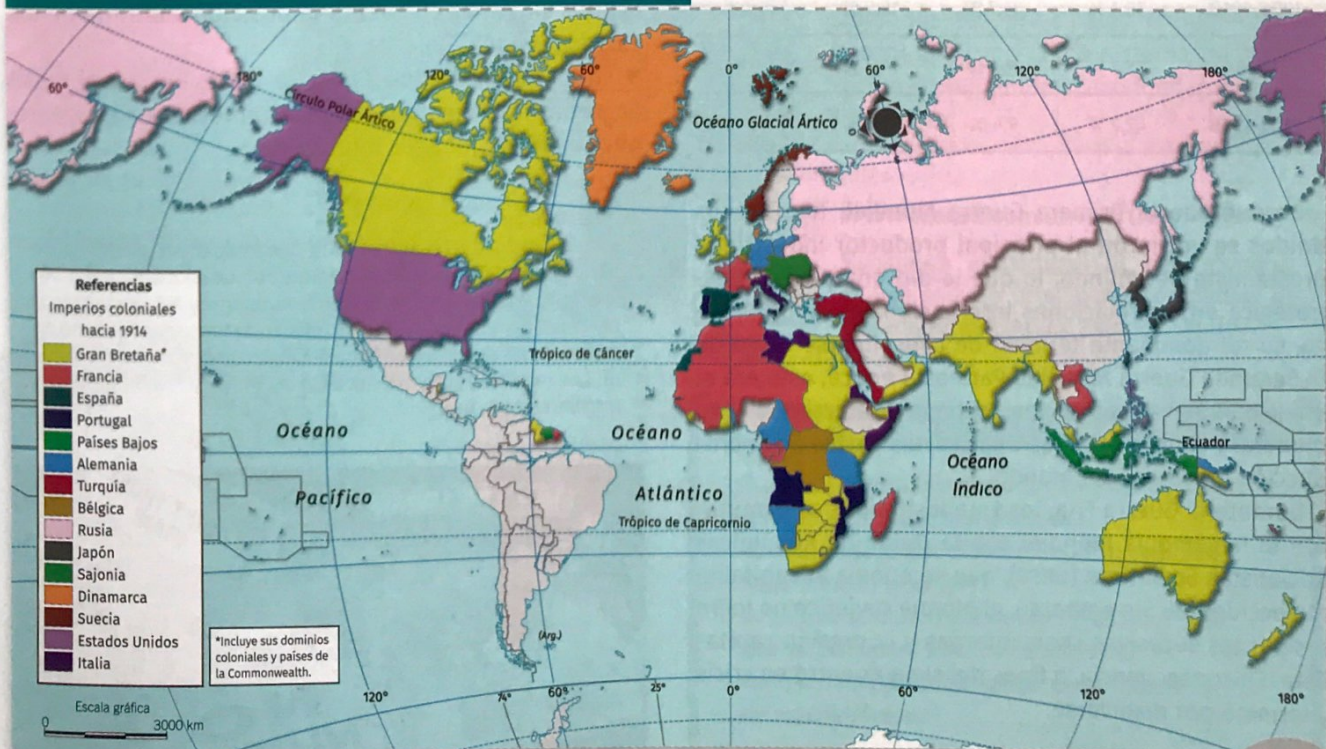 180°
120°
60°
0°
60°
120°
180°
60°
Círculo Polar Ártico
Océano Glacial Ártico
Referencias
Imperios coloniales
hacia 1914
Gran Bretaña*
Francia
España
Portugal
Países Bajos
Alemania
Turquía
Bélgica
Rusia
Japón
Sajonia
Dinamarca
Suecia
Estados Unidos
Italia
*Incluye sus dominios
coloniales y países de
la Commonwealth.
Trópico de Cáncer
Océano
Pacífico
Océano
Atlántico
Océano
Índico
Ecuador
Trópico de Capricornio
(Arg.)
Escala gráfica
0 3000 km
120°
74°
60°
25°
0°
60°
120°
180°